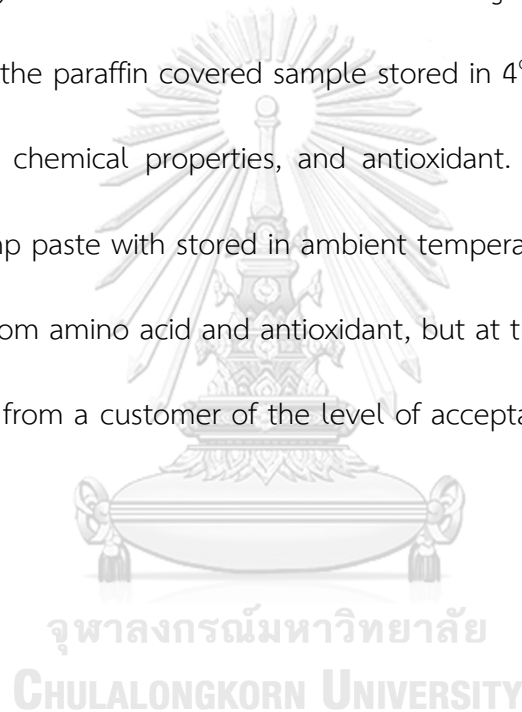 the paraffin covered sample stored in 4°
chemical properties, and antioxidant.
p paste with stored in ambient tempera
om amino acid and antioxidant, but at t
from a customer of the level of accepta
จุฬาลงกรณ์มหาวิทยาลัย
CHULALONGKORN UNIVERSITY